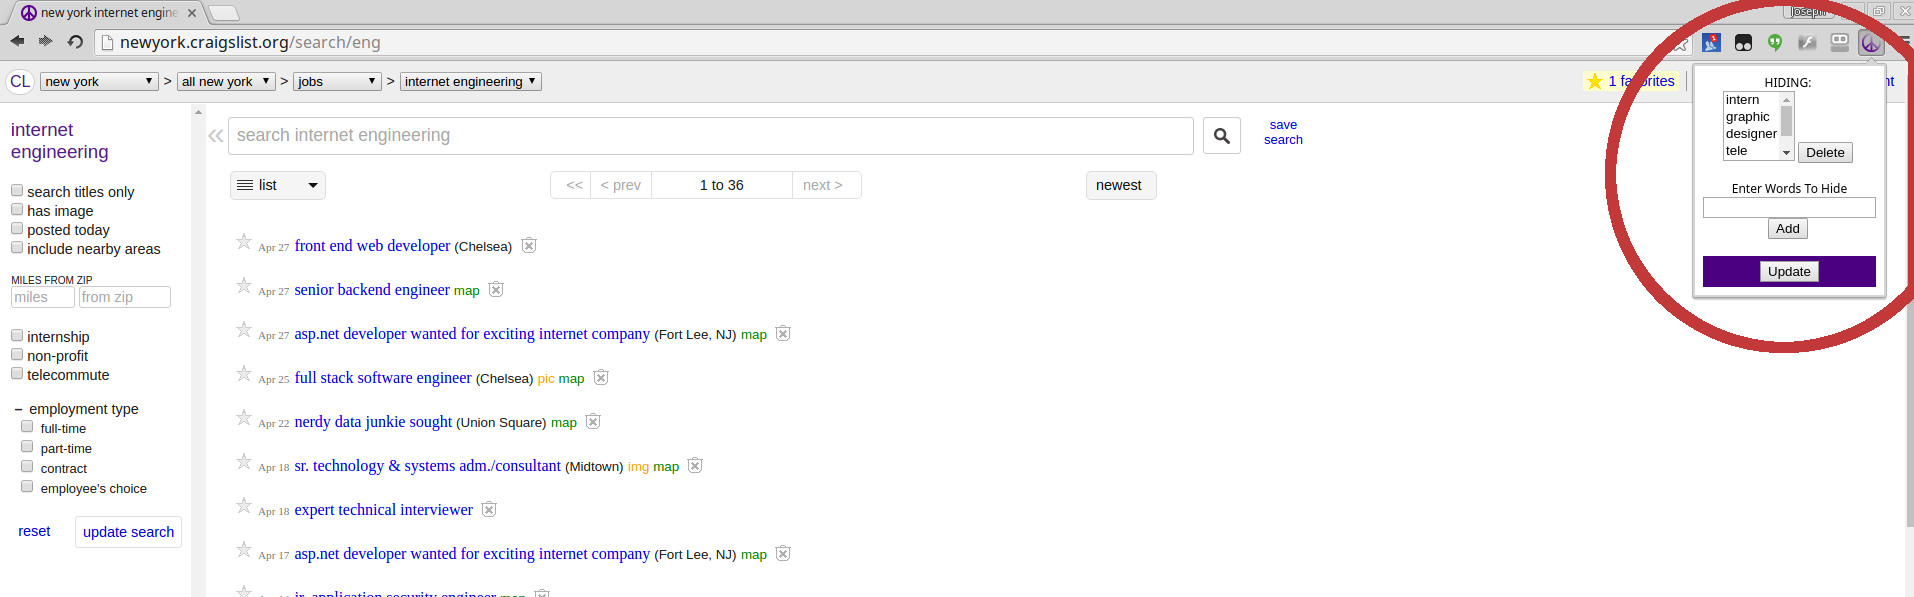 new york internet engine
Joseph
newyork.craigslist.org/search/eng
CL new york > all new york > jobs > internet engineering
1 favorites
HIDING:
intern
graphic
designer
tele
Delete
Enter Words To Hide
Add
Update
internet
engineering
search titles only
has image
posted today
include nearby areas
MILES FROM ZIP
miles from zip
internship
non-profit
telecommute
– employment type
full-time
part-time
contract
employee's choice
reset update search
« search internet engineering
save
search
list << < prev 1 to 36 next > newest
Apr 27 front end web developer (Chelsea)
Apr 27 senior backend engineer map
Apr 27 asp.net developer wanted for exciting internet company (Fort Lee, NJ) map
Apr 25 full stack software engineer (Chelsea) pic map
Apr 22 nerdy data junkie sought (Union Square) map
Apr 18 sr. technology & systems adm./consultant (Midtown) img map
Apr 18 expert technical interviewer
Apr 17 asp.net developer wanted for exciting internet company (Fort Lee, NJ) map
jr. application security engineer map